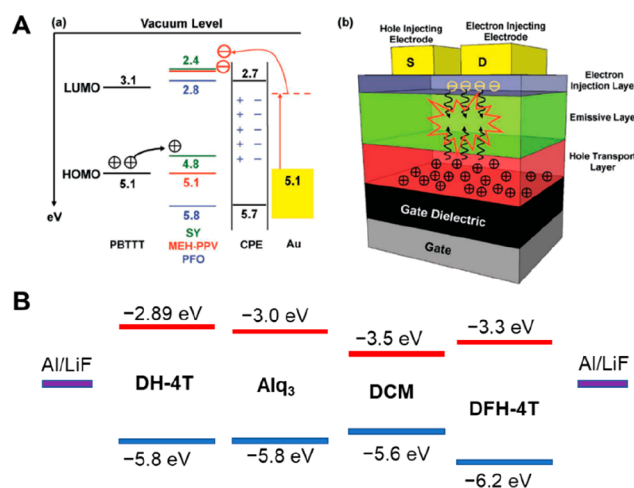 A
(a)
Vacuum Level
LUMO
3.1
2.4
2.8
2.7
+ −
+ −
+ −
+ −
+ −
HOMO
5.1
4.8
5.1
5.8
5.7
5.1
eV
PBTTT
SY
MEH-PPV
PFO
CPE
Au
(b)
Hole Injecting
Electrode
Electron Injecting
Electrode
S
D
Electron
Injection Layer
Emissive Layer
Hole Transport
Layer
Gate Dielectric
Gate
B
Al/LiF
−2.89 eV
DH-4T
−5.8 eV
−3.0 eV
Alq3
−5.8 eV
−3.5 eV
DCM
−5.6 eV
−3.3 eV
DFH-4T
−6.2 eV
Al/LiF